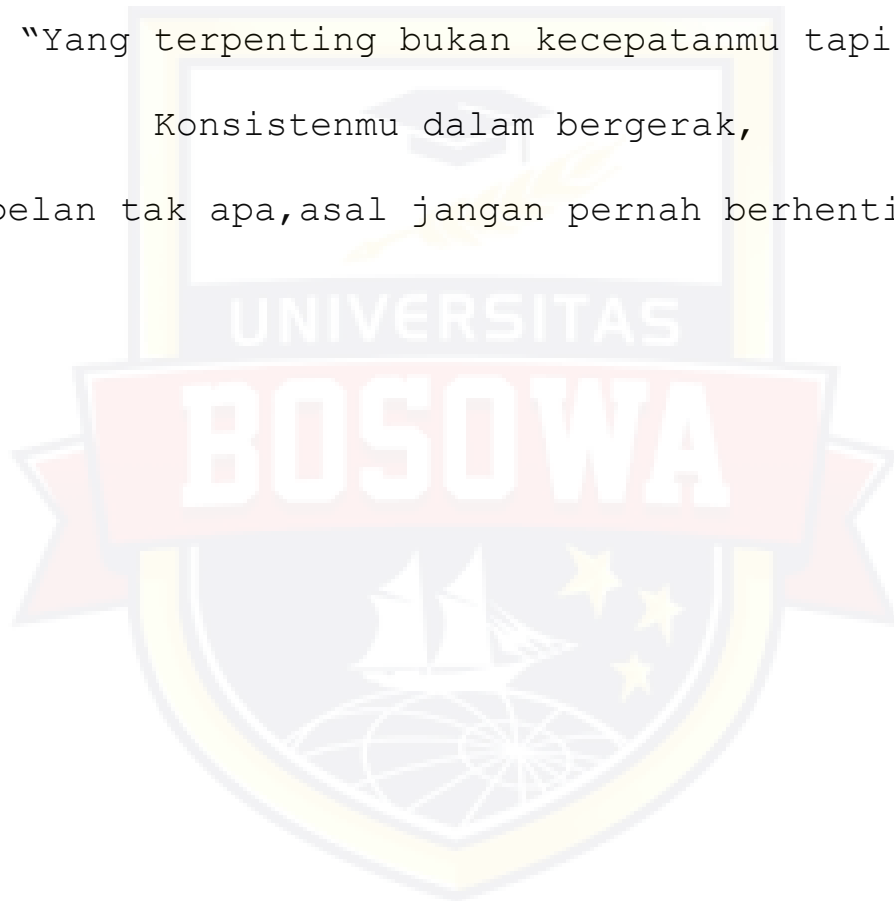 “Yang terpenting bukan kecepatanmu tapi
Konsistenmu dalam bergerak,
pelan tak apa,asal jangan pernah berhenti
UNIVERSITAS
BOSOWA